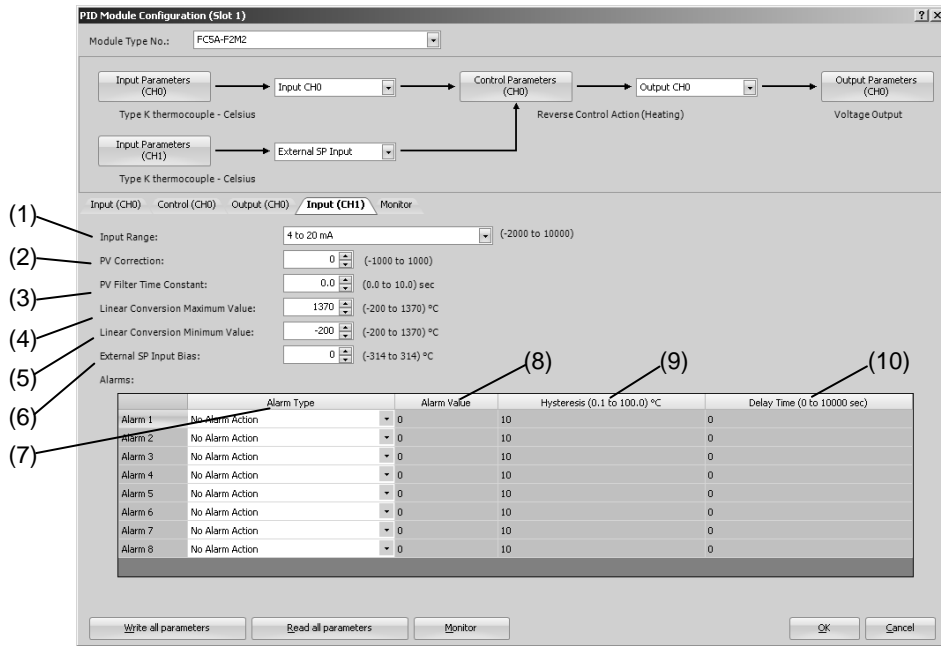 PID Module Configuration (Slot 1)
? X
Module Type No.: FC5A-F2M2
Input Parameters (CH0)
Input CH0
Control Parameters (CH0)
Output CH0
Output Parameters (CH0)
Type K thermocouple - Celsius
Reverse Control Action (Heating)
Voltage Output
Input Parameters (CH1)
External SP Input
Type K thermocouple - Celsius
Input (CH0) Control (CH0) Output (CH0) Input (CH1) Monitor
(1)
Input Range: 4 to 20 mA (-2000 to 10000)
(2)
PV Correction: 0 (-1000 to 1000)
(3)
PV Filter Time Constant: 0.0 (0.0 to 10.0) sec
(4)
Linear Conversion Maximum Value: 1370 (-200 to 1370) °C
(5)
Linear Conversion Minimum Value: -200 (-200 to 1370) °C
(6)
External SP Input Bias: 0 (-314 to 314) °C
Alarms:
(7)
(8)
(9)
(10)
Alarm Type Alarm Value Hysteresis (0.1 to 100.0) °C Delay Time (0 to 10000 sec)
Alarm 1 No Alarm Action 0 10 0
Alarm 2 No Alarm Action 0 10 0
Alarm 3 No Alarm Action 0 10 0
Alarm 4 No Alarm Action 0 10 0
Alarm 5 No Alarm Action 0 10 0
Alarm 6 No Alarm Action 0 10 0
Alarm 7 No Alarm Action 0 10 0
Alarm 8 No Alarm Action 0 10 0
Write all parameters Read all parameters Monitor OK Cancel